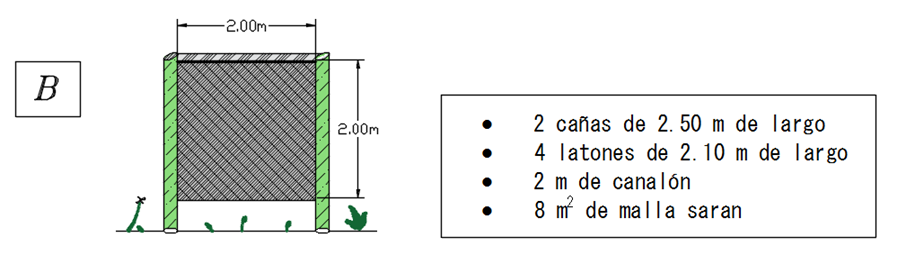 2.00m
B
2.00m
• 2 cañas de 2.50 m de largo
• 4 latones de 2.10 m de largo
• 2 m de canalón
• 8 m² de malla saran